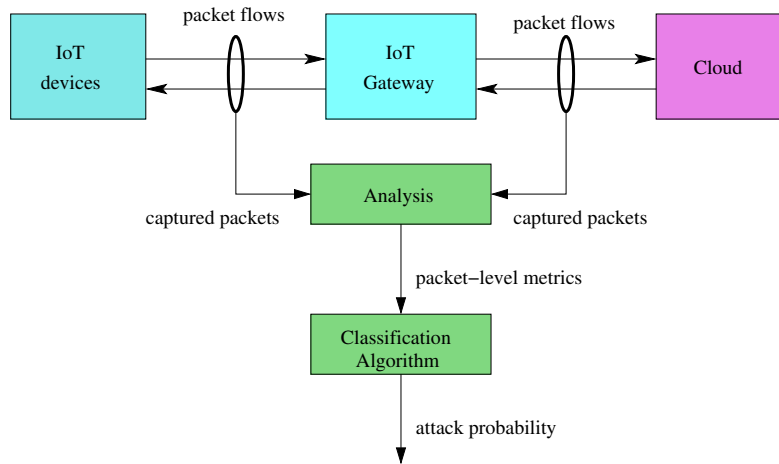 packet flows
packet flows
IoT
devices
IoT
Gateway
Cloud
Analysis
captured packets
captured packets
packet−level metrics
Classification
Algorithm
attack probability